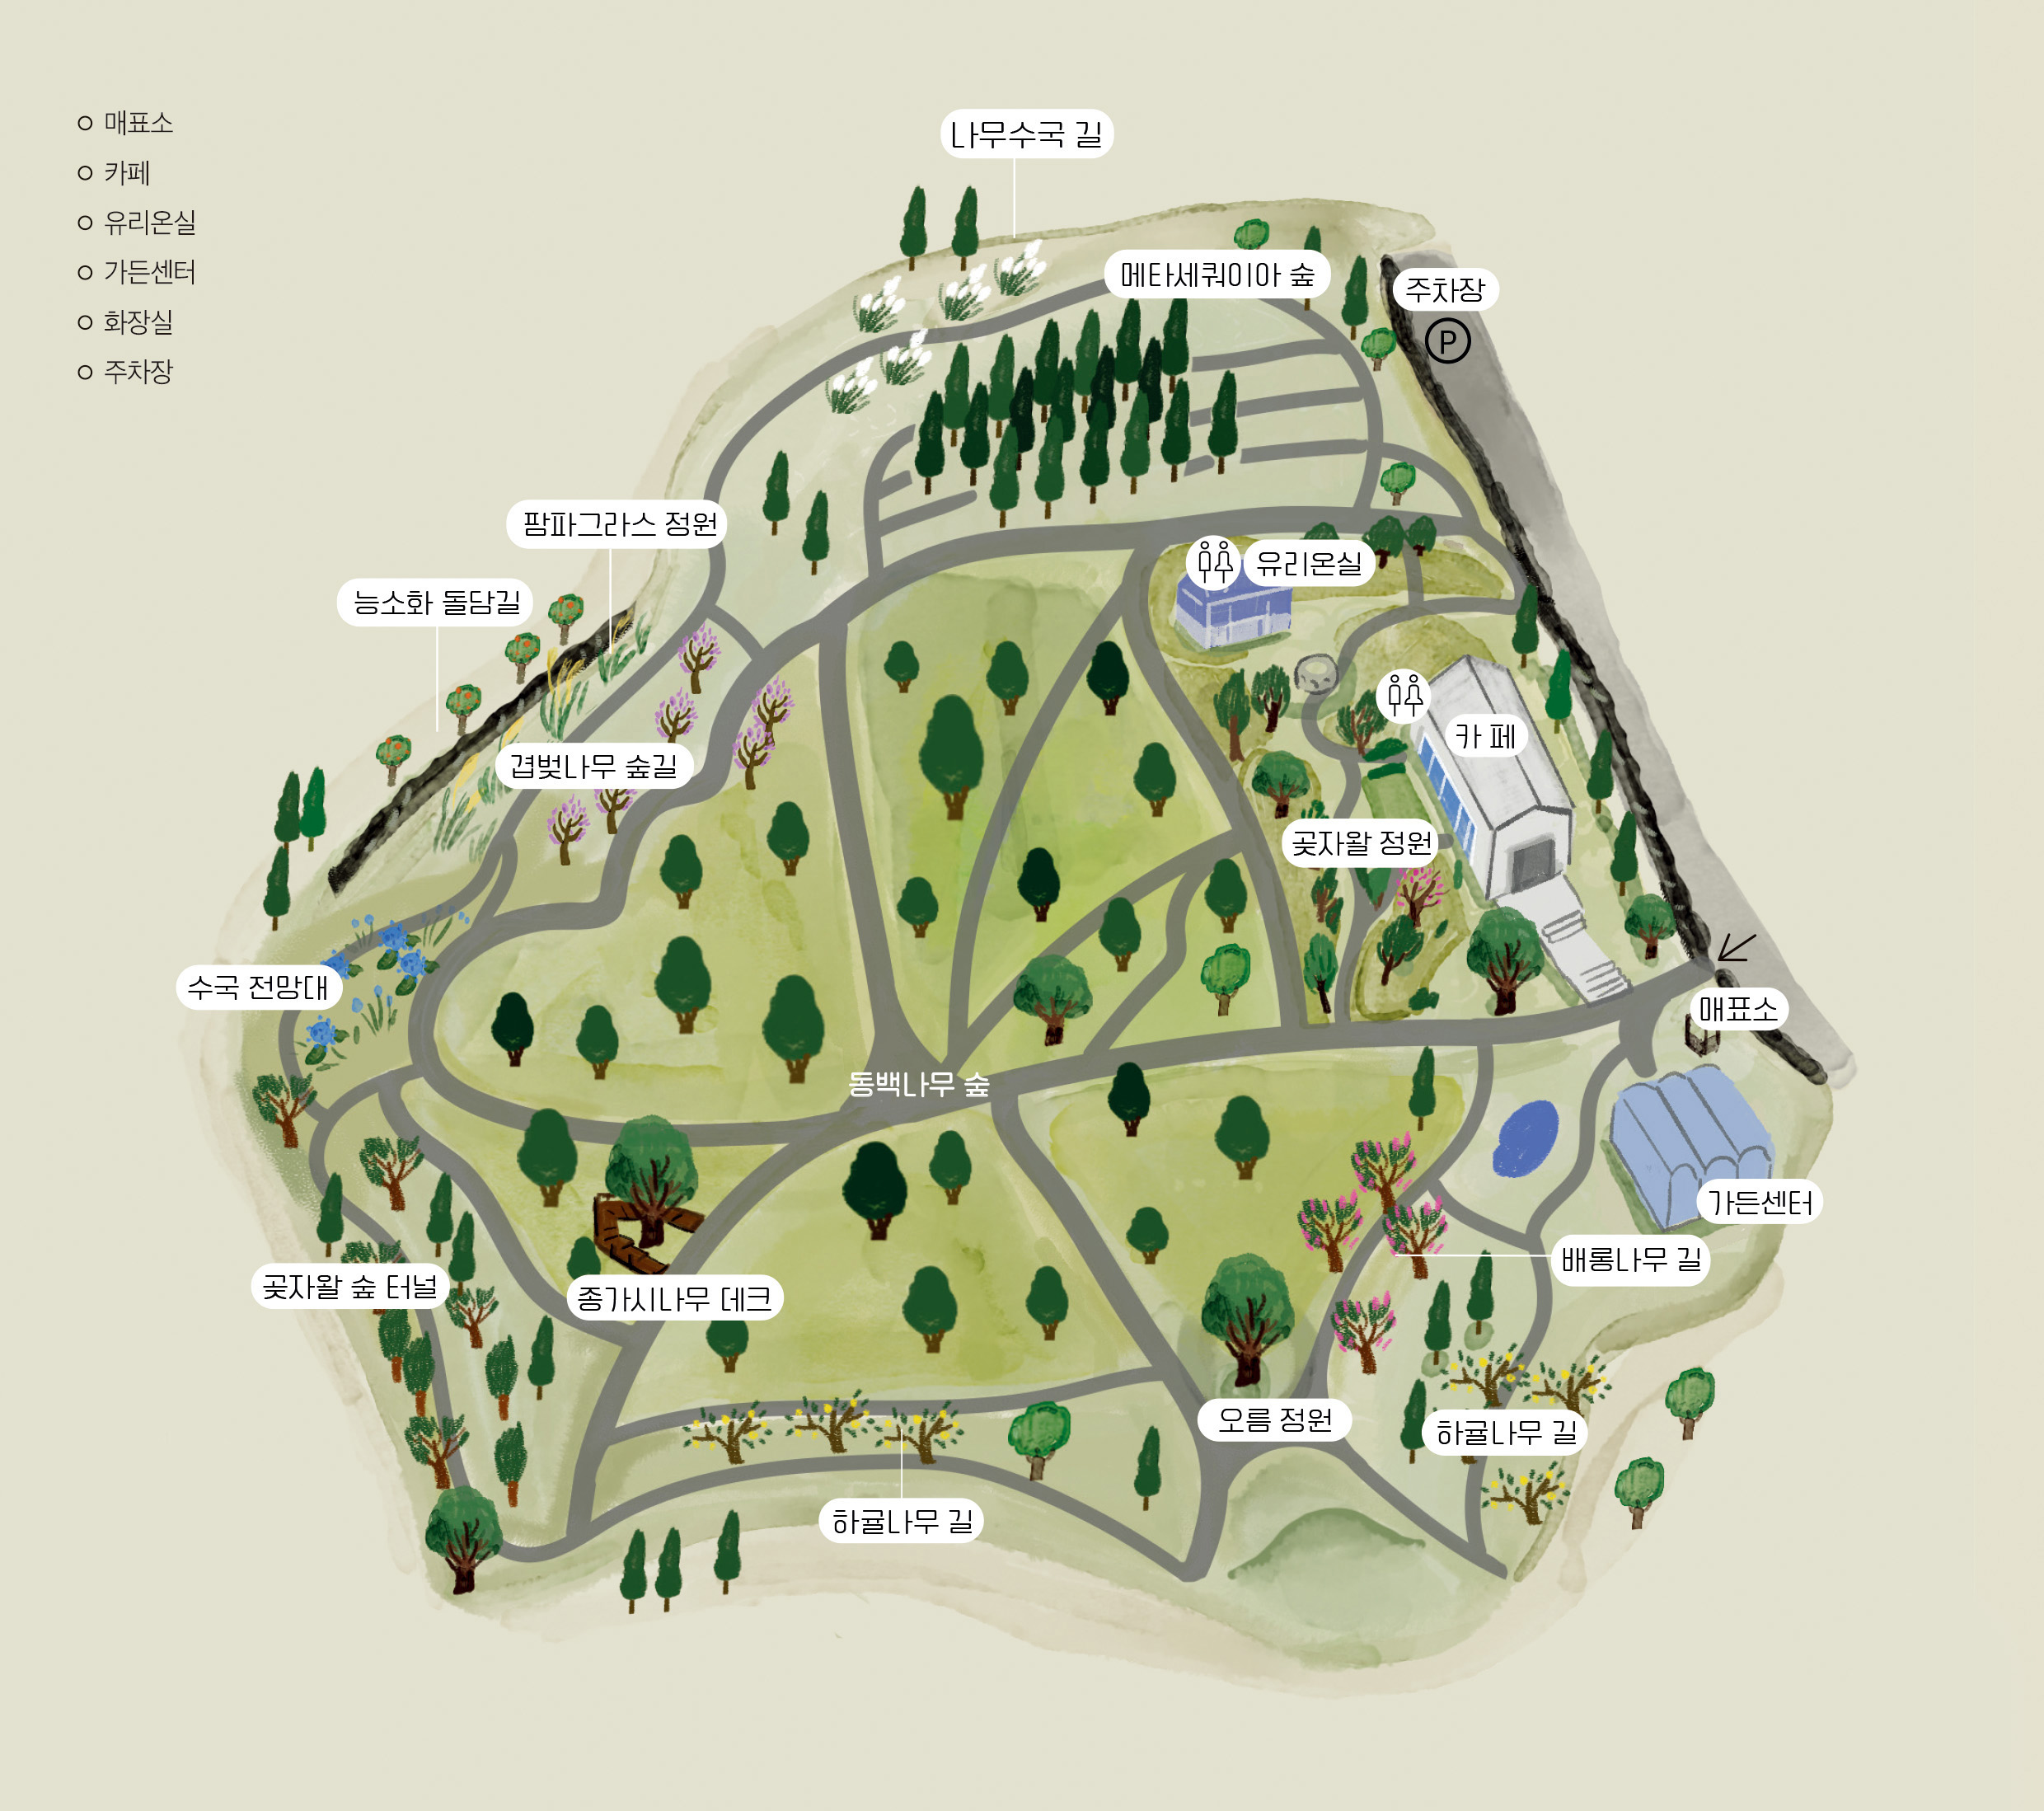 매표소
카페
유리온실
가든센터
화장실
주차장
나무수국 길
메타세쿼이아 숲
주차장
P
팜파그라스 정원
유리온실
능소화 돌담길
카 페
겹벚나무 숲길
곶자왈 정원
수국 전망대
매표소
동백나무 숲
가든센터
배롱나무 길
곶자왈 숲 터널
종가시나무 데크
오름 정원
하귤나무 길
하귤나무 길